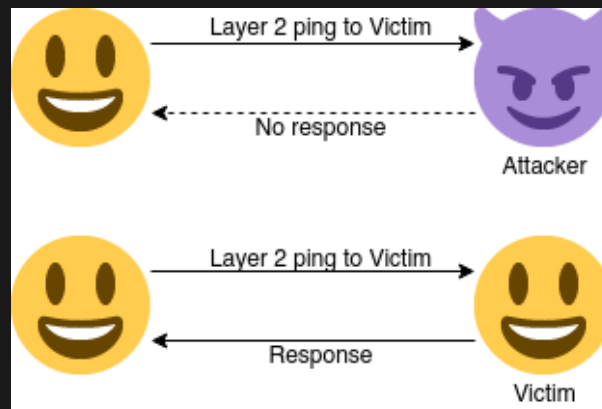 Layer 2 ping to Victim
No response
Attacker
Layer 2 ping to Victim
Response
Victim